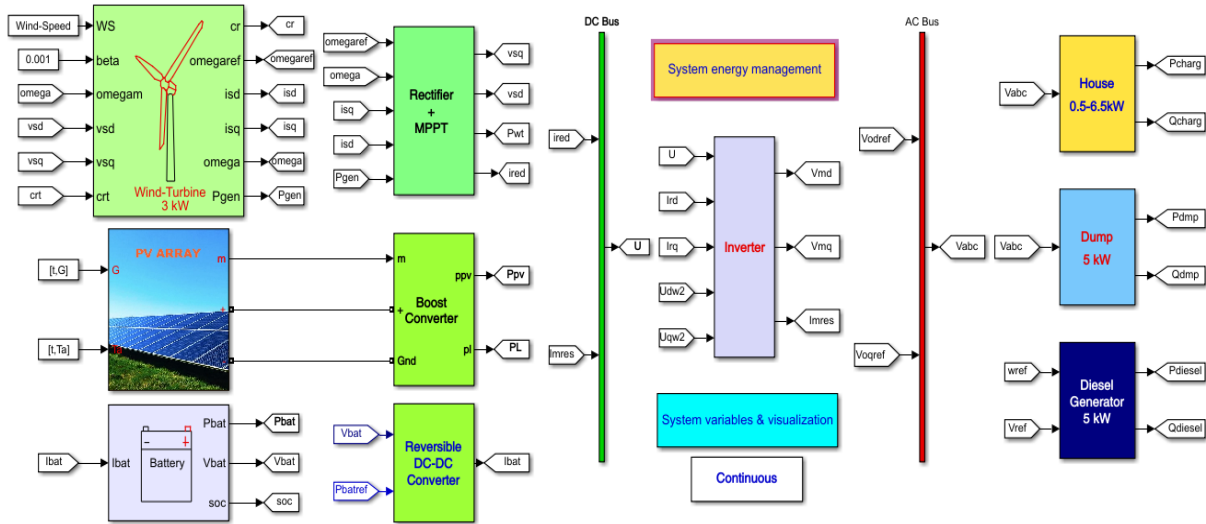 Wind-Speed
WS
cr
cr
0.001
beta
omegaref
omegaref
omega
omegam
isd
isd
vsd
vsd
isq
isq
vsq
vsq
omega
omega
crt
crt
Pgen
Pgen
Wind-Turbine
3 kW
omegaref
omega
isq
isd
Pgen
Rectifier
+
MPPT
vsq
vsd
Pwt
ired
PV ARRAY
[t,G]
G
m
+
[t,Ta]
Ta
m
+
Gnd
Boost
Converter
ppv
Ppv
pl
PL
Ibat
Ibat
Battery
Pbat
Pbat
Vbat
Vbat
soc
soc
Vbat
Pbatref
Reversible
DC-DC
Converter
Ibat
DC Bus
ired
Imres
U
System energy management
U
Ird
Irq
Udw2
Uqw2
Inverter
Vmd
Vmq
Imres
System variables & visualization
Continuous
AC Bus
Vodref
Voqref
Vabc
Vabc
House
0.5-6.5kW
Pcharg
Qcharg
Vabc
Dump
5 kW
Pdmp
Qdmp
wref
Vref
Diesel
Generator
5 kW
Pdiesel
Qdiesel